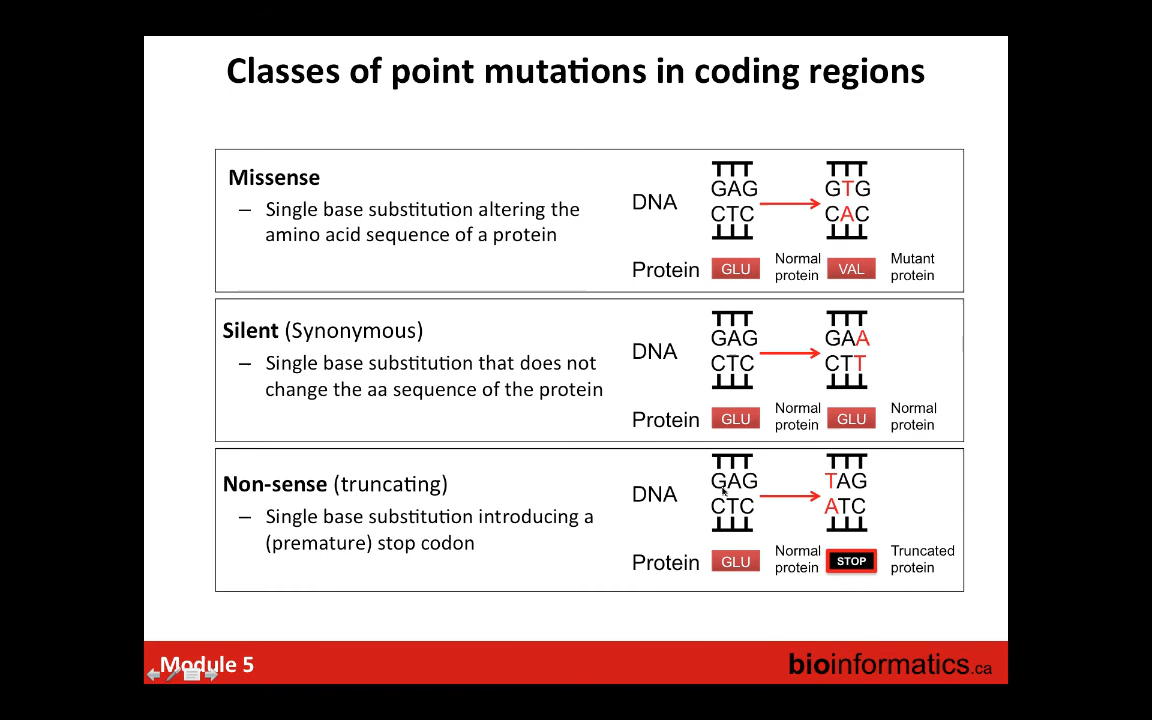 Classes of point mutations in coding regions
Missense
– Single base substitution altering the
amino acid sequence of a protein
DNA
GAG
CTC
GTG
CAC
Protein
GLU
Normal
protein
VAL
Mutant
protein
Silent (Synonymous)
– Single base substitution that does not
change the aa sequence of the protein
DNA
GAG
CTC
GAA
CTT
Protein
GLU
Normal
protein
GLU
Normal
protein
Non-sense (truncating)
– Single base substitution introducing a
(premature) stop codon
DNA
GAG
CTC
TAG
ATC
Protein
GLU
Normal
protein
STOP
Truncated
protein
Module 5
bioinformatics.ca